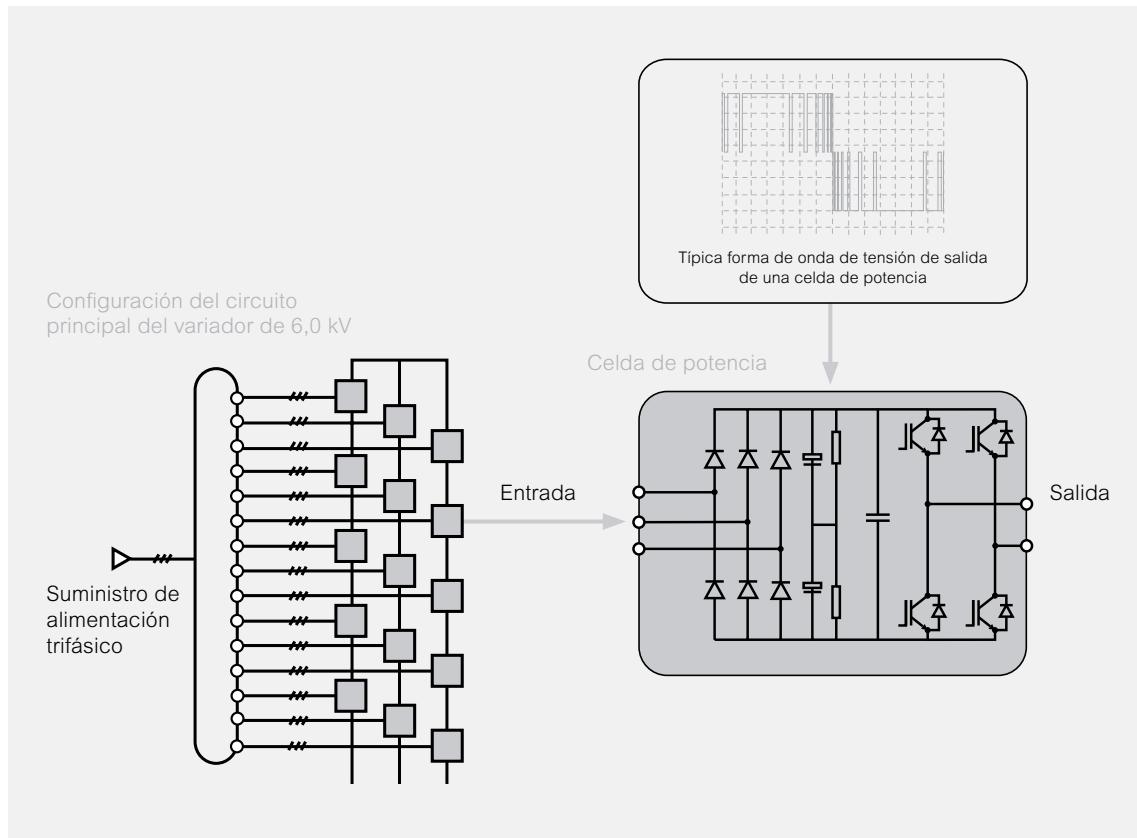 Típica forma de onda de tensión de salida
de una celda de potencia
Configuración del circuito
principal del variador de 6,0 kV
Celda de potencia
Entrada
Salida
Suministro de
alimentación
trifásico